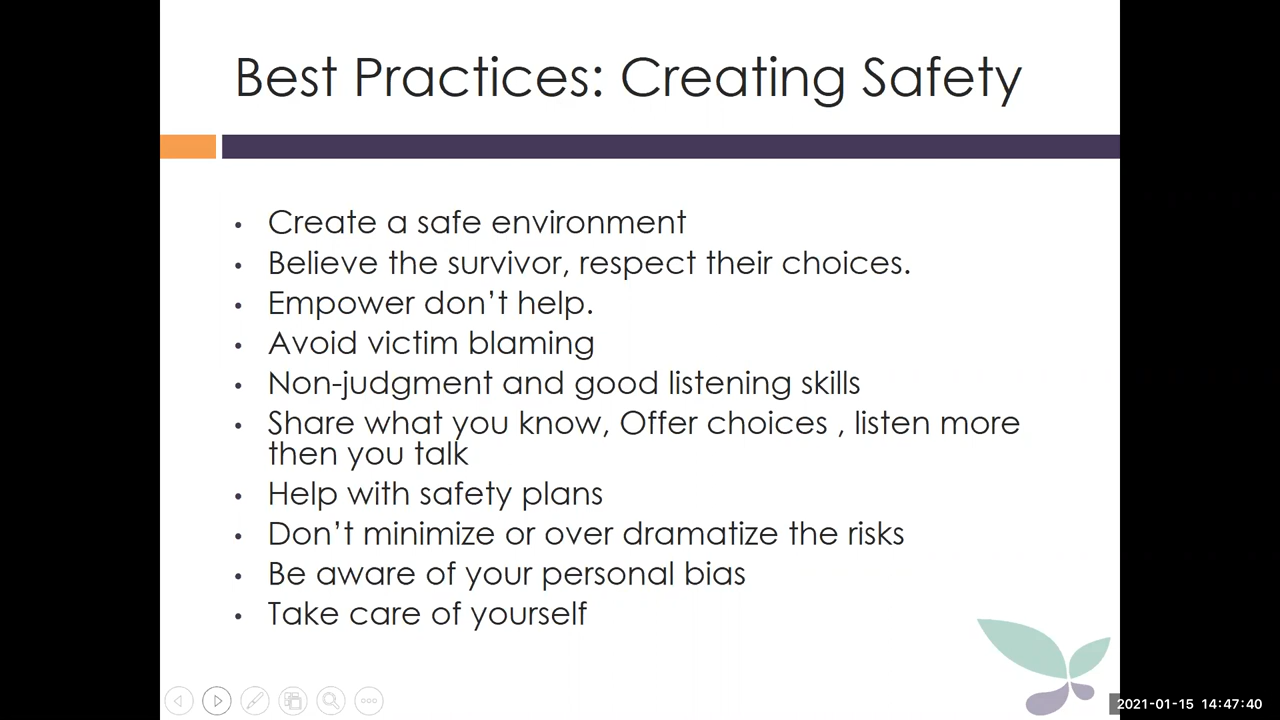 Best Practices: Creating Safety
• Create a safe environment
• Believe the survivor, respect their choices.
• Empower don’t help.
• Avoid victim blaming
• Non-judgment and good listening skills
• Share what you know, Offer choices , listen more
then you talk
• Help with safety plans
• Don’t minimize or over dramatize the risks
• Be aware of your personal bias
• Take care of yourself
2021-01-15 14:47:40